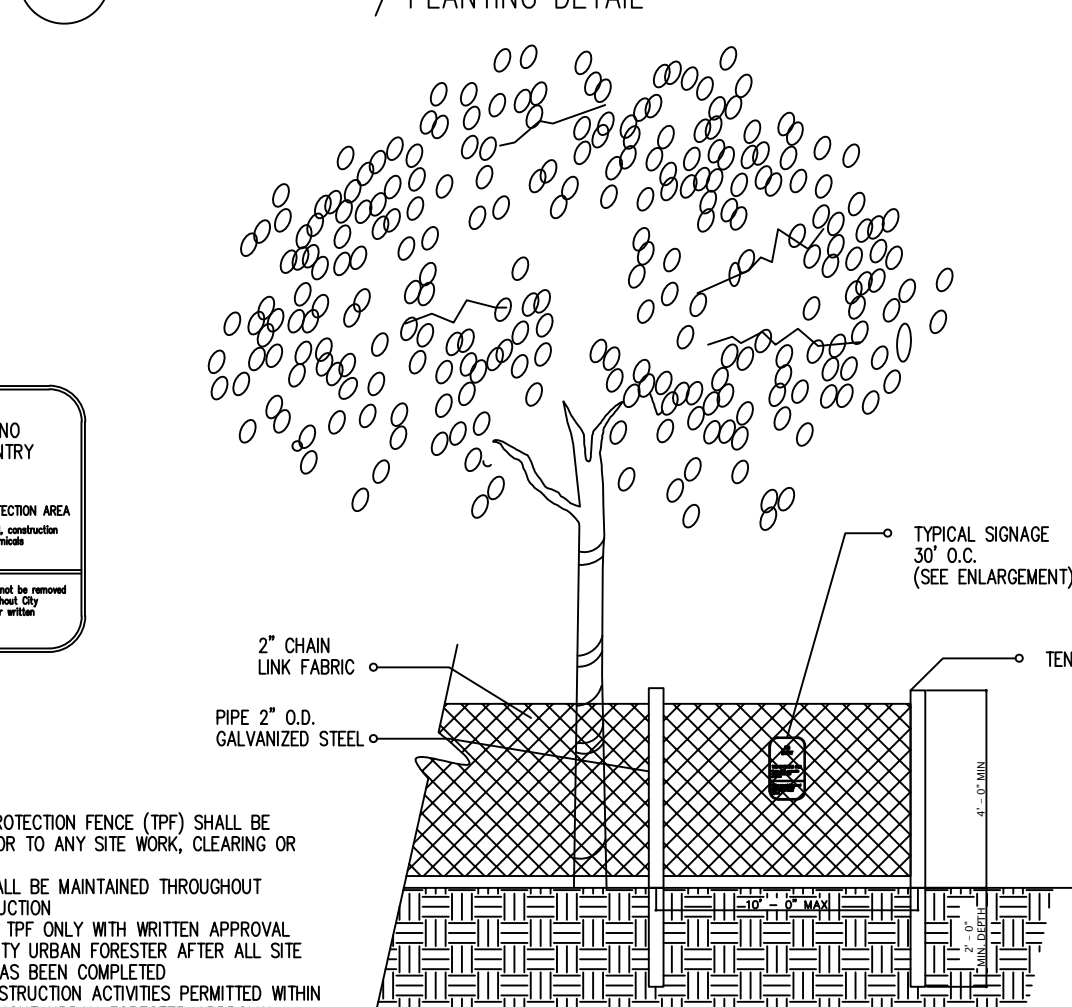 PLANTING DETAIL
NO
TECTION AREA
, construction
not be removed
hout City
written
TYPICAL SIGNAGE
30' O.C.
(SEE ENLARGEMENT)
2" CHAIN
LINK FABRIC
TEN
PIPE 2" O.D.
GALVANIZED STEEL
4' - 0" MIN
ROTECTION FENCE (TPF) SHALL BE
OR TO ANY SITE WORK, CLEARING OR
ALL BE MAINTAINED THROUGHOUT
UCTION
TPF ONLY WITH WRITTEN APPROVAL
TY URBAN FORESTER AFTER ALL SITE
AS BEEN COMPLETED
STRUCTION ACTIVITIES PERMITTED WITHIN
10' - 0" MAX
2' - 0"
MIN. DEPTH